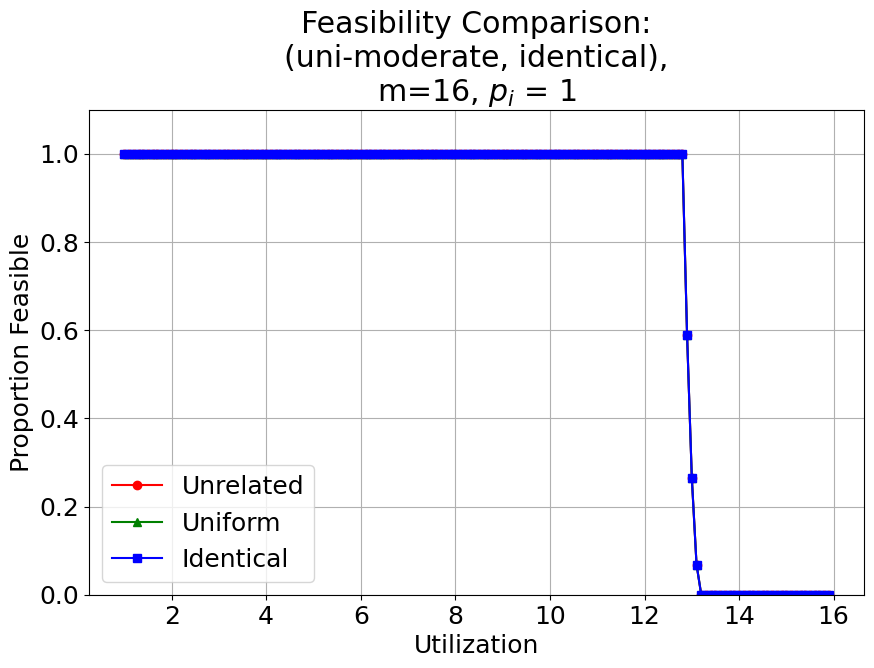 Feasibility Comparison:
(uni-moderate, identical),
m=16, pᵢ = 1
Proportion Feasible
1.0
0.8
0.6
0.4
0.2
0.0
Unrelated
Uniform
Identical
2 4 6 8 10 12 14 16
Utilization